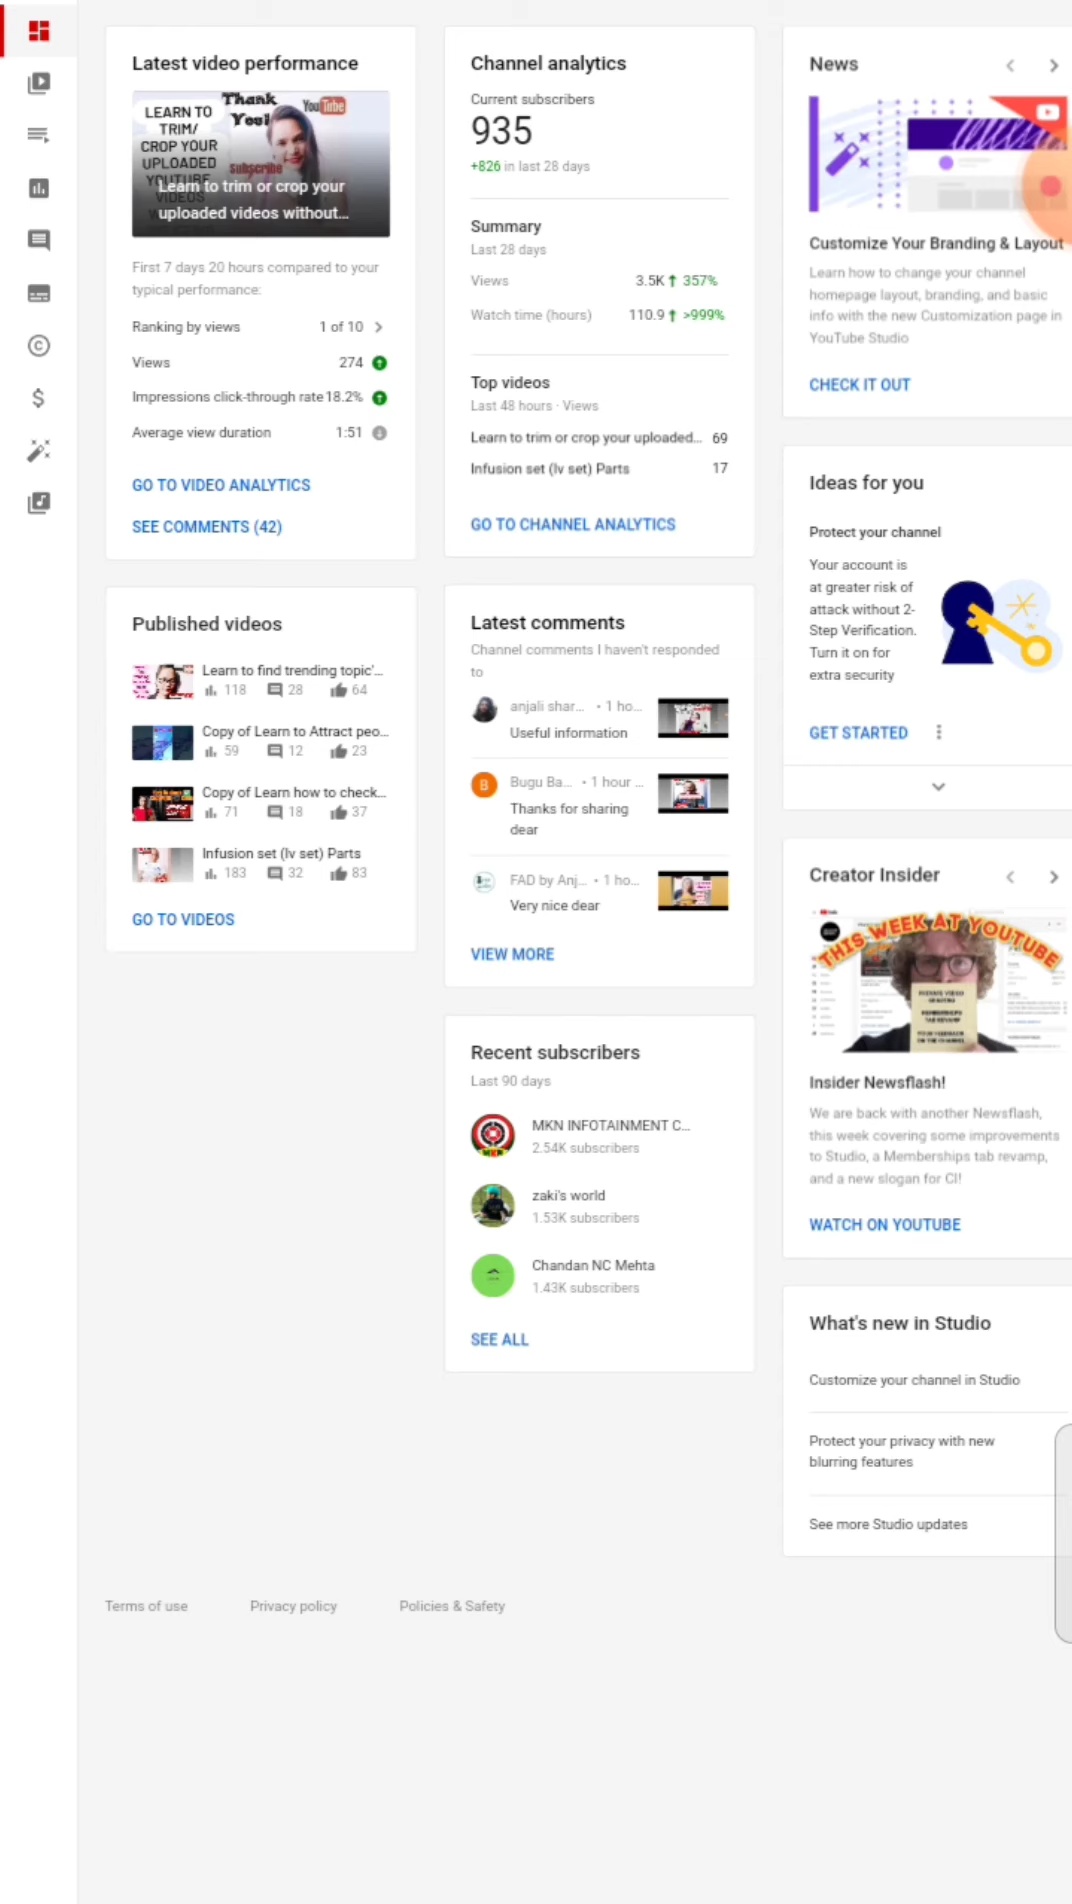 Latest video performance
LEARN TO
TRIM/
CROP YOUR
UPLOADED
YOUTUBE
VIDEOS
Thank
You!
YouTube
Subscribe
Learn to trim or crop your
uploaded videos without...
First 7 days 20 hours compared to your
typical performance:
Ranking by views 1 of 10
Views 274
Impressions click-through rate 18.2%
Average view duration 1:51
GO TO VIDEO ANALYTICS
SEE COMMENTS (42)
Published videos
Learn to find trending topic'...
118 28 64
Copy of Learn to Attract peo...
59 12 23
Copy of Learn how to check...
71 18 37
Infusion set (Iv set) Parts
183 32 83
GO TO VIDEOS
Channel analytics
Current subscribers
935
+826 in last 28 days
Summary
Last 28 days
Views 3.5K 357%
Watch time (hours) 110.9 >999%
Top videos
Last 48 hours · Views
Learn to trim or crop your uploaded... 69
Infusion set (Iv set) Parts 17
GO TO CHANNEL ANALYTICS
Latest comments
Channel comments I haven't responded
to
anjali shar... • 1 ho...
Useful information
B
Bugu Ba... • 1 hour ...
Thanks for sharing
dear
FAD by Anj... • 1 ho...
Very nice dear
VIEW MORE
Recent subscribers
Last 90 days
MKN INFOTAINMENT C...
2.54K subscribers
zaki's world
1.53K subscribers
Chandan NC Mehta
1.43K subscribers
SEE ALL
News
Customize Your Branding & Layout
Learn how to change your channel
homepage layout, branding, and basic
info with the new Customization page in
YouTube Studio
CHECK IT OUT
Ideas for you
Protect your channel
Your account is
at greater risk of
attack without 2-
Step Verification.
Turn it on for
extra security
GET STARTED
Creator Insider
THIS WEEK AT YOUTUBE
PRIVATE VIDEO
SHARING
MEMBERSHIPS
TAB REVAMP
YOUR FEEDBACK
ON THE CHANNEL
Insider Newsflash!
We are back with another Newsflash,
this week covering some improvements
to Studio, a Memberships tab revamp,
and a new slogan for CI!
WATCH ON YOUTUBE
What's new in Studio
Customize your channel in Studio
Protect your privacy with new
blurring features
See more Studio updates
Terms of use Privacy policy Policies & Safety